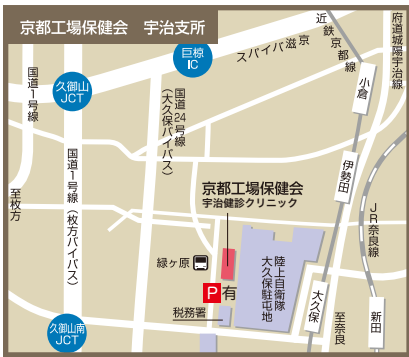 京都工場保健会　宇治支所
近鉄京都線
府道城陽宇治線
京滋バイパス
巨椋
IC
小倉
国道1号線
久御山
JCT
国道24号線
(大久保バイパス)
国道1号線(枚方バイパス)
伊勢田
至枚方
京都工場保健会
宇治健診クリニック
JR奈良線
緑ヶ原
陸上自衛隊
大久保駐屯地
P有
税務署
大久保
至奈良
新田
久御山南
JCT